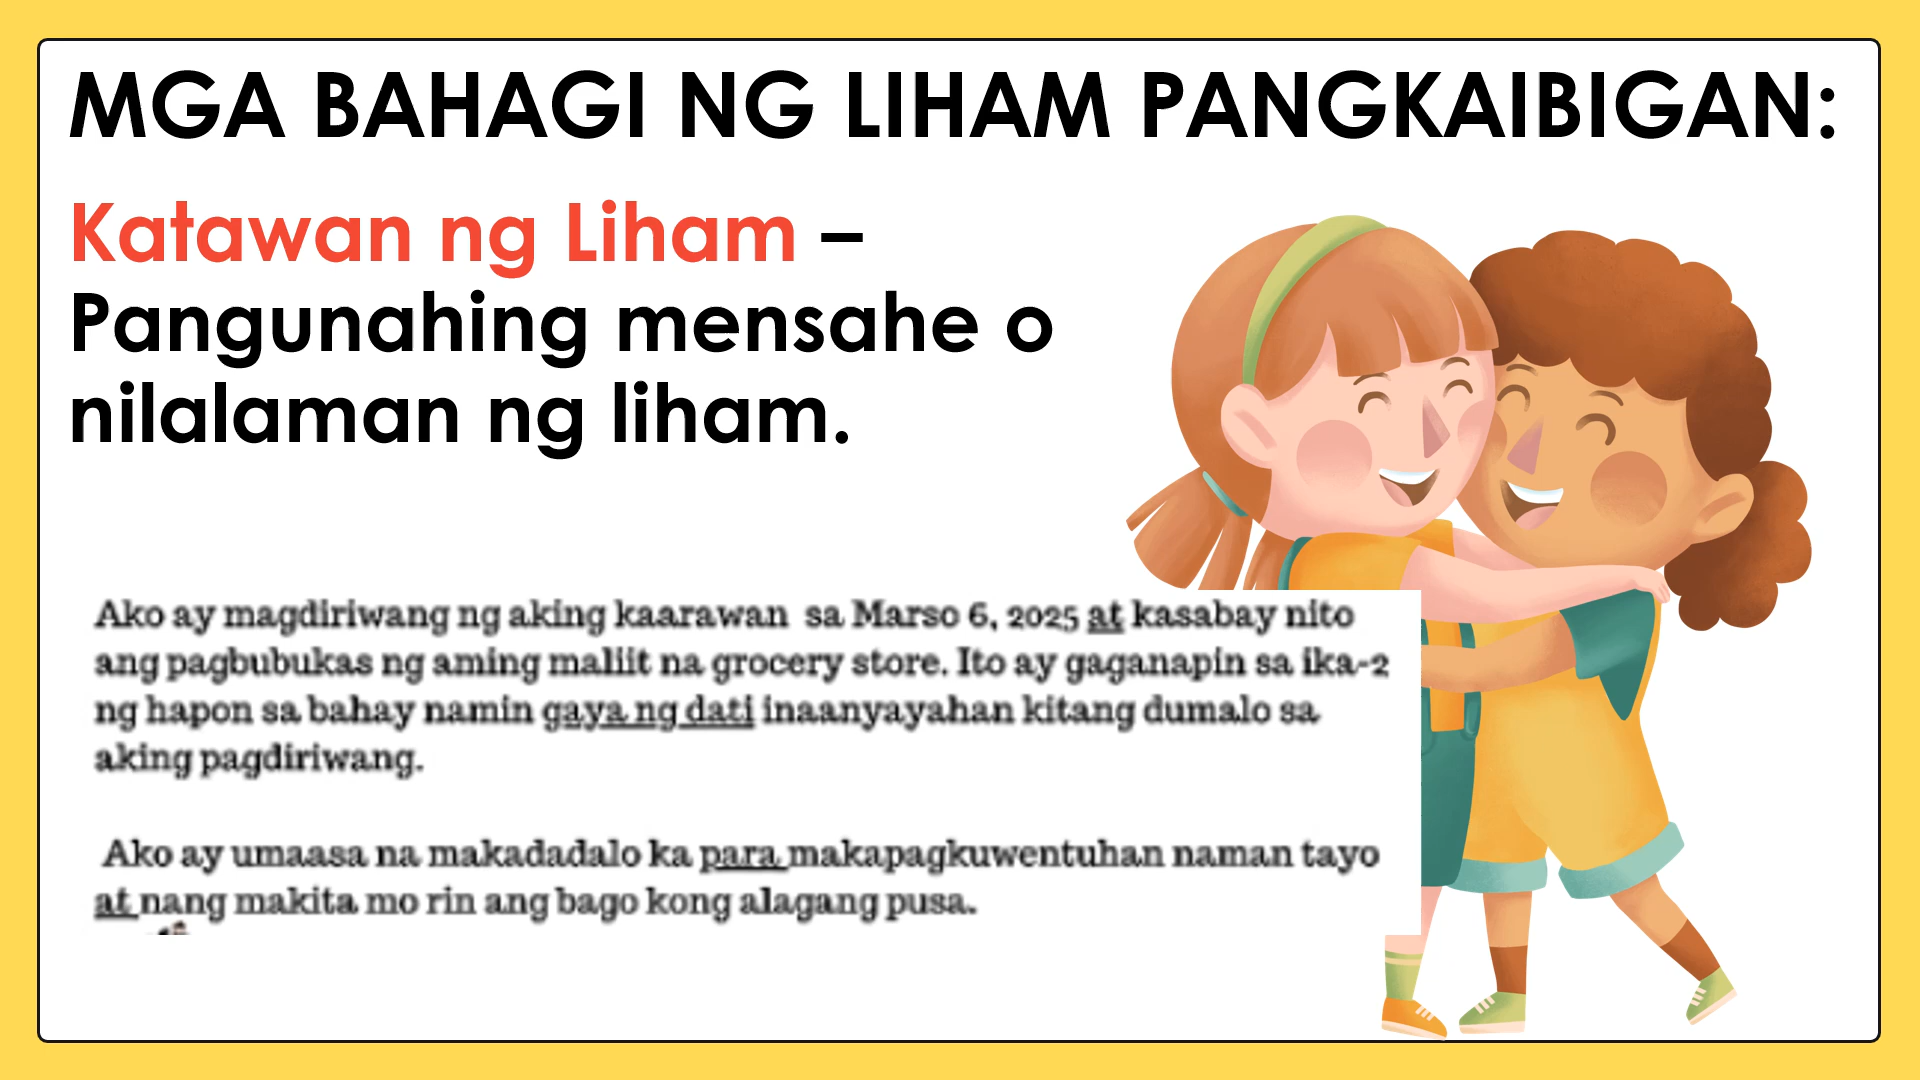 MGA BAHAGI NG LIHAM PANGKAIBIGAN:
Katawan ng Liham –
Pangunahing mensahe o
nilalaman ng liham.
Ako ay magdiriwang ng aking kaarawan sa Marso 6, 2025 at kasabay nito
ang pagbubukas ng aming maliit na grocery store. Ito ay gaganapin sa ika-2
ng hapon sa bahay namin gaya ng dati inaanyayahan kitang dumalo sa
aking pagdiriwang.
Ako ay umaasa na makadadalo ka para makapagkuwentuhan naman tayo
at nang makita mo rin ang bago kong alagang pusa.